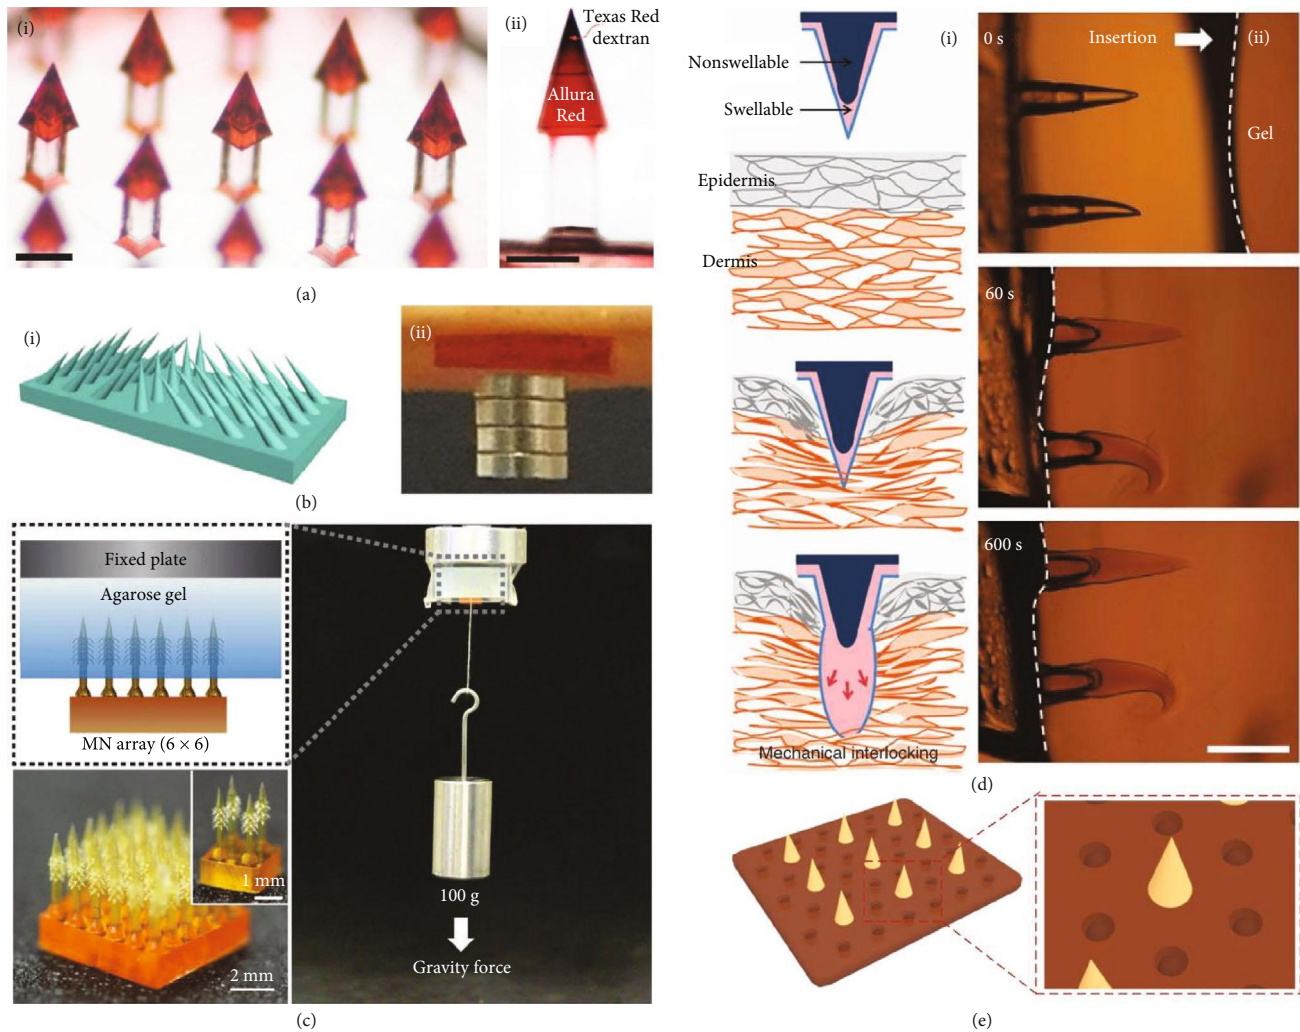 (i)
(ii)
Texas Red
dextran
Allura
Red
(a)
(i)
(ii)
(b)
Fixed plate
Agarose gel
MN array (6 × 6)
1 mm
2 mm
100 g
Gravity force
(c)
(i)
Nonswellable
Swellable
Epidermis
Dermis
Mechanical interlocking
0 s
Insertion
(ii)
Gel
60 s
600 s
(d)
(e)